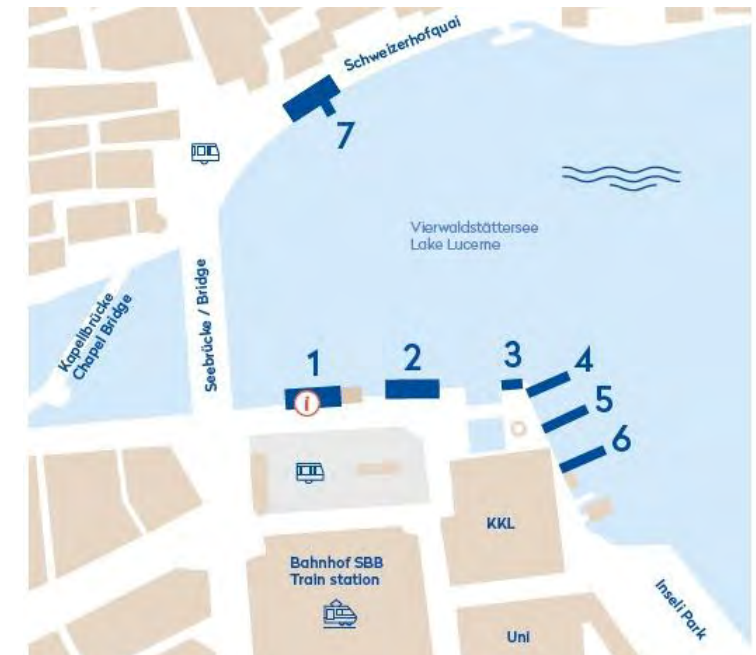 Schweizerhofquai
7
Vierwaldstättersee
Lake Lucerne
Kapellbrücke
Chapel Bridge
Seebrücke / Bridge
1
2
3
4
5
6
i
KKL
Bahnhof SBB
Train station
Inseli Park
Uni